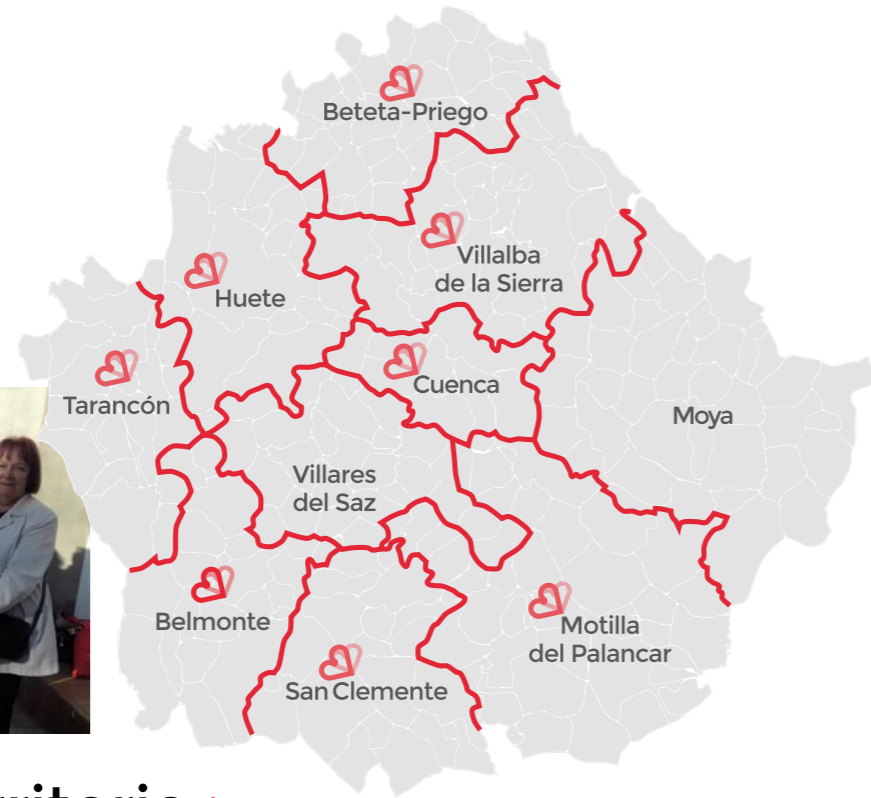 Beteta-Priego
Villalba
de la Sierra
Huete
Cuenca
Tarancón
Moya
Villares
del Saz
Belmonte
Motilla
del Palancar
San Clemente